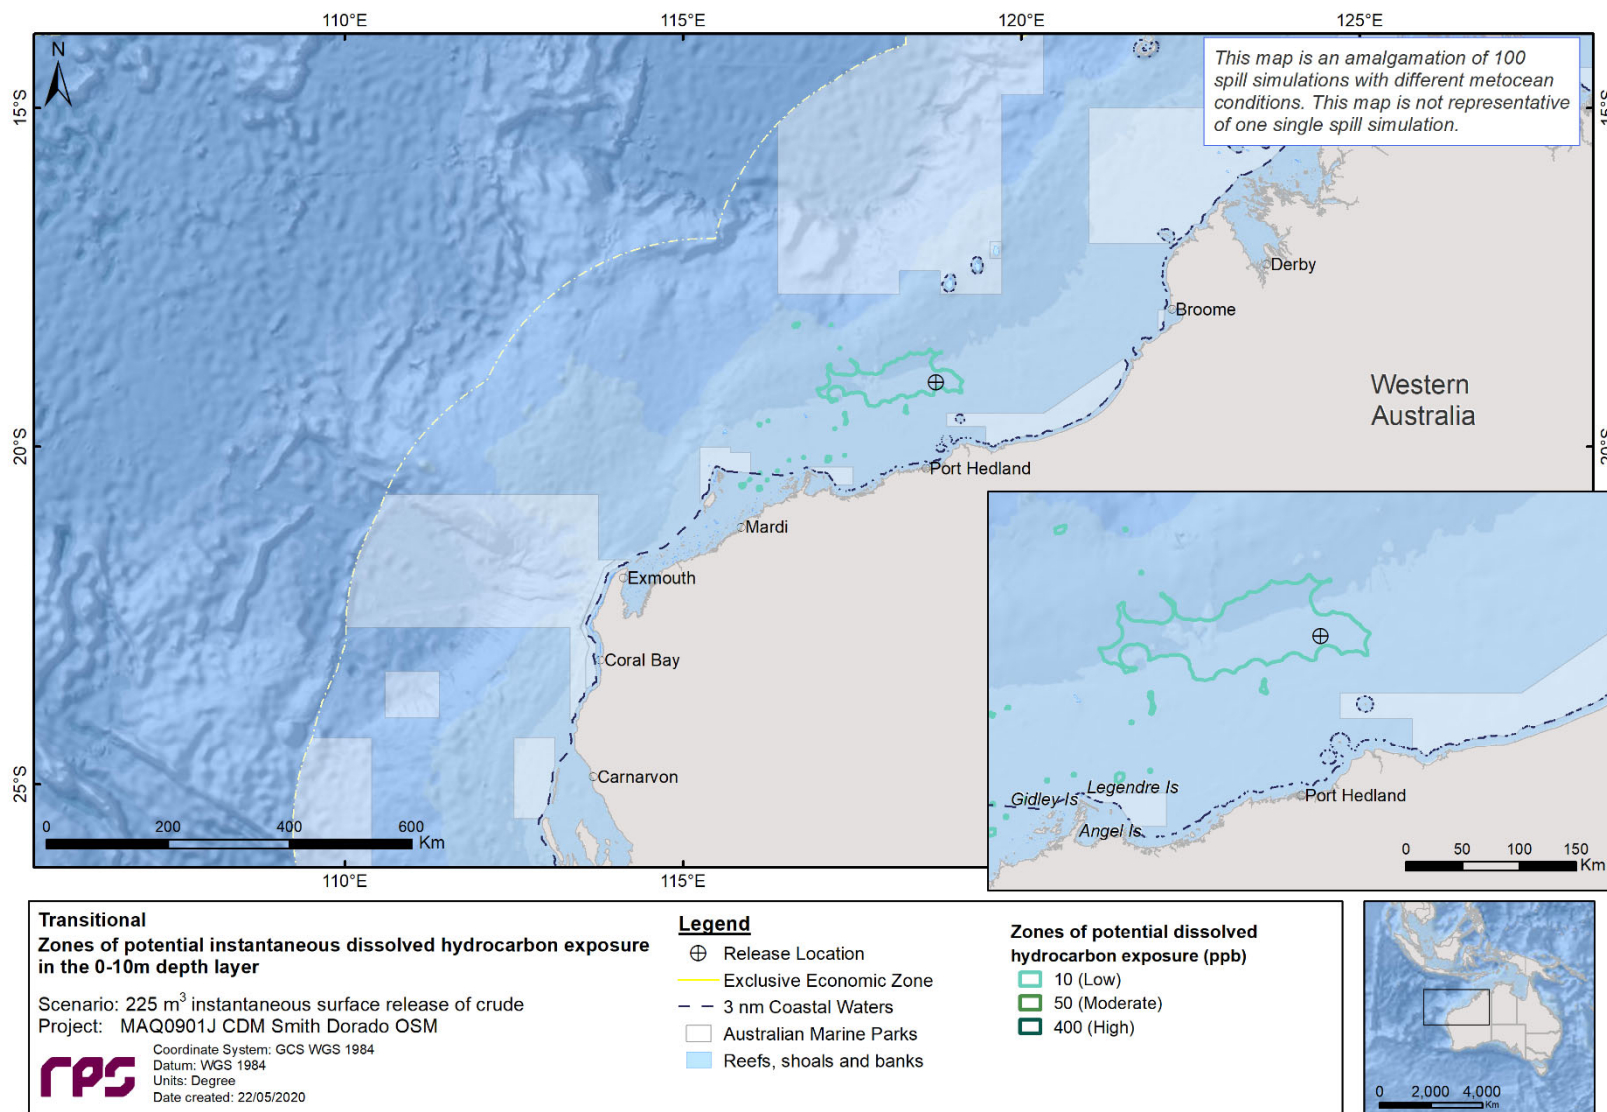 110°E
115°E
120°E
125°E
N
This map is an amalgamation of 100
spill simulations with different metocean
conditions. This map is not representative
of one single spill simulation.
15°S
15°S
Derby
Broome
Western
Australia
20°S
20°S
Port Hedland
Mardi
Exmouth
Coral Bay
Carnarvon
25°S
0 200 400 600
Km
110°E
115°E
Legendre Is
Gidley Is
Angel Is
Port Hedland
0 50 100 150
Km
Transitional
Zones of potential instantaneous dissolved hydrocarbon exposure
in the 0-10m depth layer
Scenario: 225 m³ instantaneous surface release of crude
Project: MAQ0901J CDM Smith Dorado OSM
rps
Coordinate System: GCS WGS 1984
Datum: WGS 1984
Units: Degree
Date created: 22/05/2020
Legend
Release Location
Exclusive Economic Zone
3 nm Coastal Waters
Australian Marine Parks
Reefs, shoals and banks
Zones of potential dissolved
hydrocarbon exposure (ppb)
10 (Low)
50 (Moderate)
400 (High)
0 2,000 4,000
Km